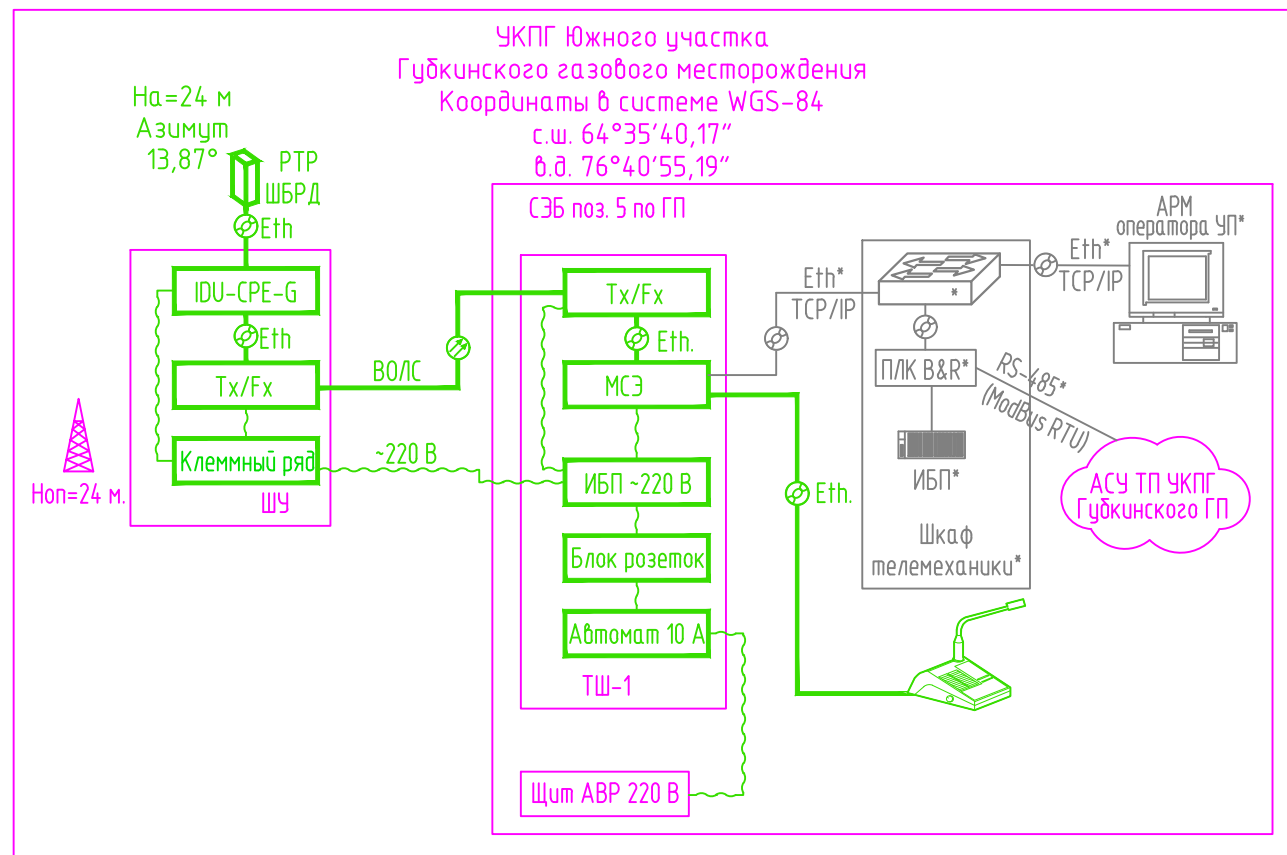 УКПГ Южного участка
Губкинского газового месторождения
Координаты в системе WGS-84
с.ш. 64°35'40,17"
в.д. 76°40'55,19"
На=24 м
Азимут
13,87°
РТР
ШБРД
Eth
IDU-CPE-G
Eth
Tx/Fx
Клеммный ряд
ШУ
Ноп=24 м.
ВОЛС
~220 В
СЭБ поз. 5 по ГП
Tx/Fx
Eth.
МСЭ
ИБП ~220 В
Блок розеток
Автомат 10 А
ТШ-1
Щит АВР 220 В
Eth*
TCP/IP
*
Eth*
TCP/IP
АРМ
оператора УП*
ПЛК B&R*
RS-485*
(ModBus RTU)
ИБП*
Шкаф
телемеханики*
АСУ ТП УКПГ
Губкинского ГП
Eth.